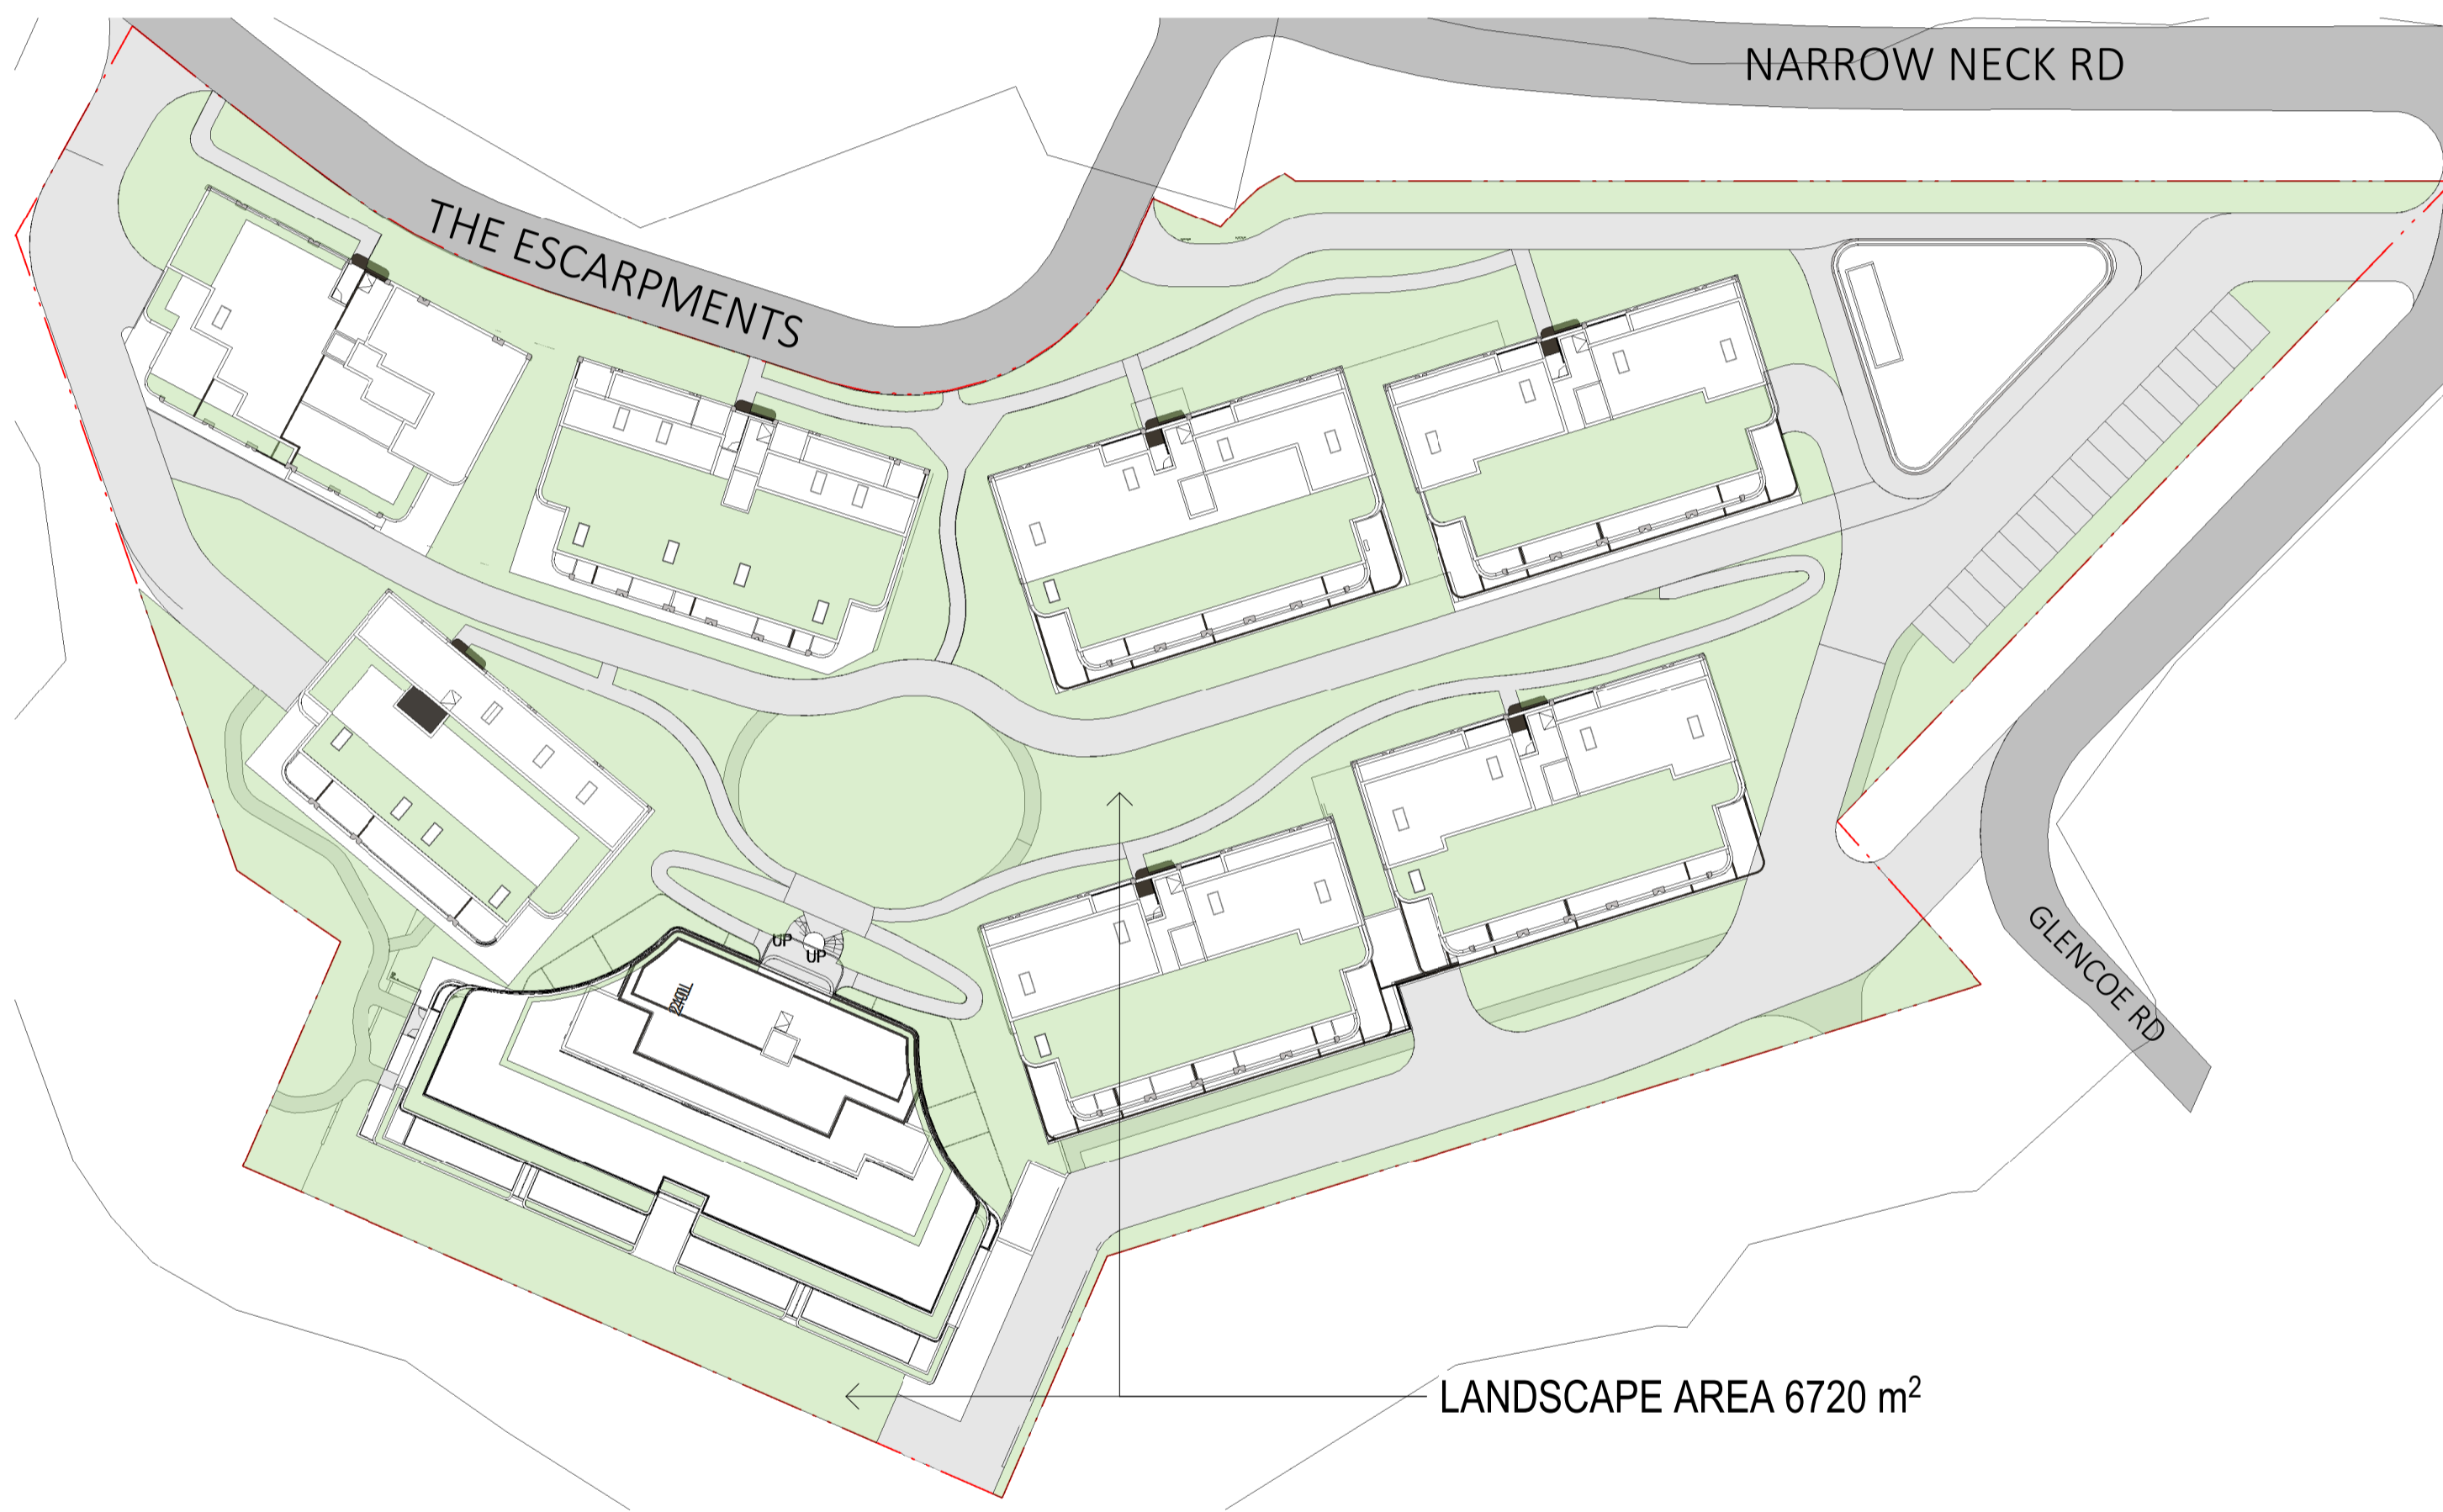 NARROW NECK RD
THE ESCARPMENTS
GLENCOE RD
UP
UP
LANDSCAPE AREA 6720 m²